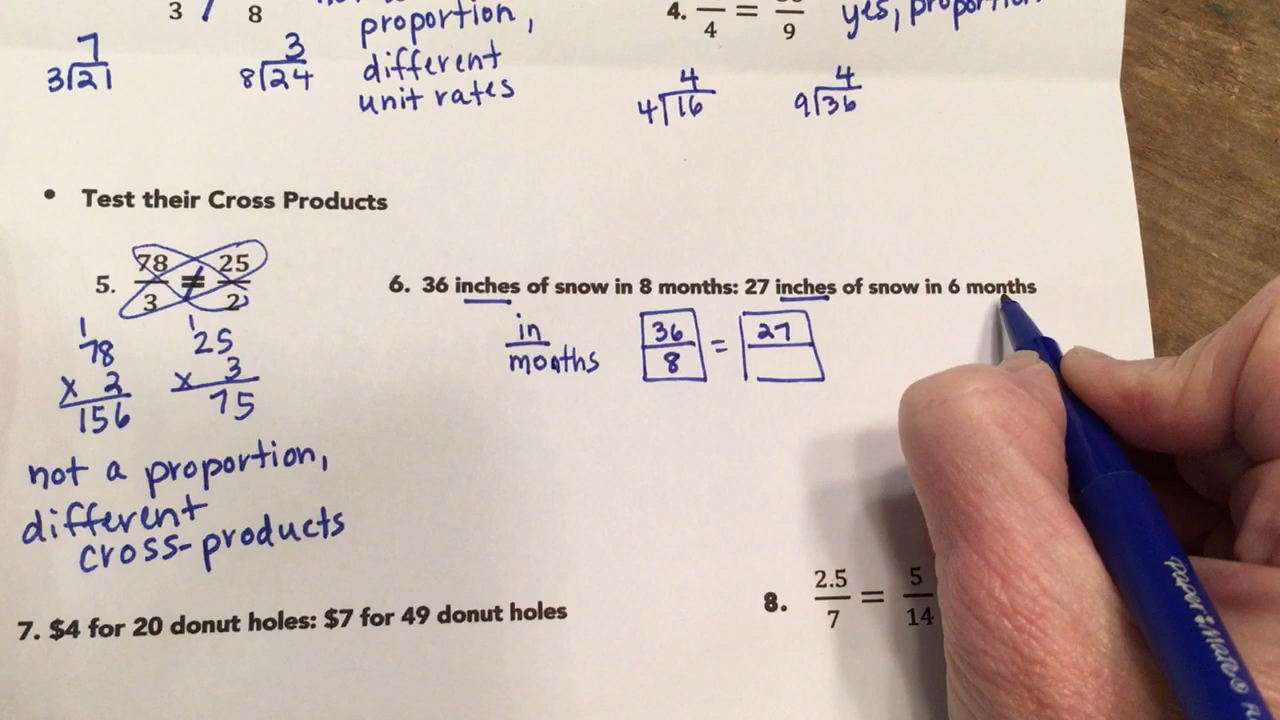 3 / 8
proportion,
different
unit rates
7
3 21
3
8 24
4. 4 = 9 yes,
4
4 16
4
9 36
• Test their Cross Products
5. 78/3 ≠ 25/2
1
78
x 2
156
1
25
x 3
75
not a proportion,
different
cross-products
6. 36 inches of snow in 8 months: 27 inches of snow in 6 months
in
months
36/8 = 27
7. $4 for 20 donut holes: $7 for 49 donut holes
8. 2.5/7 = 5/14
Paper Mate